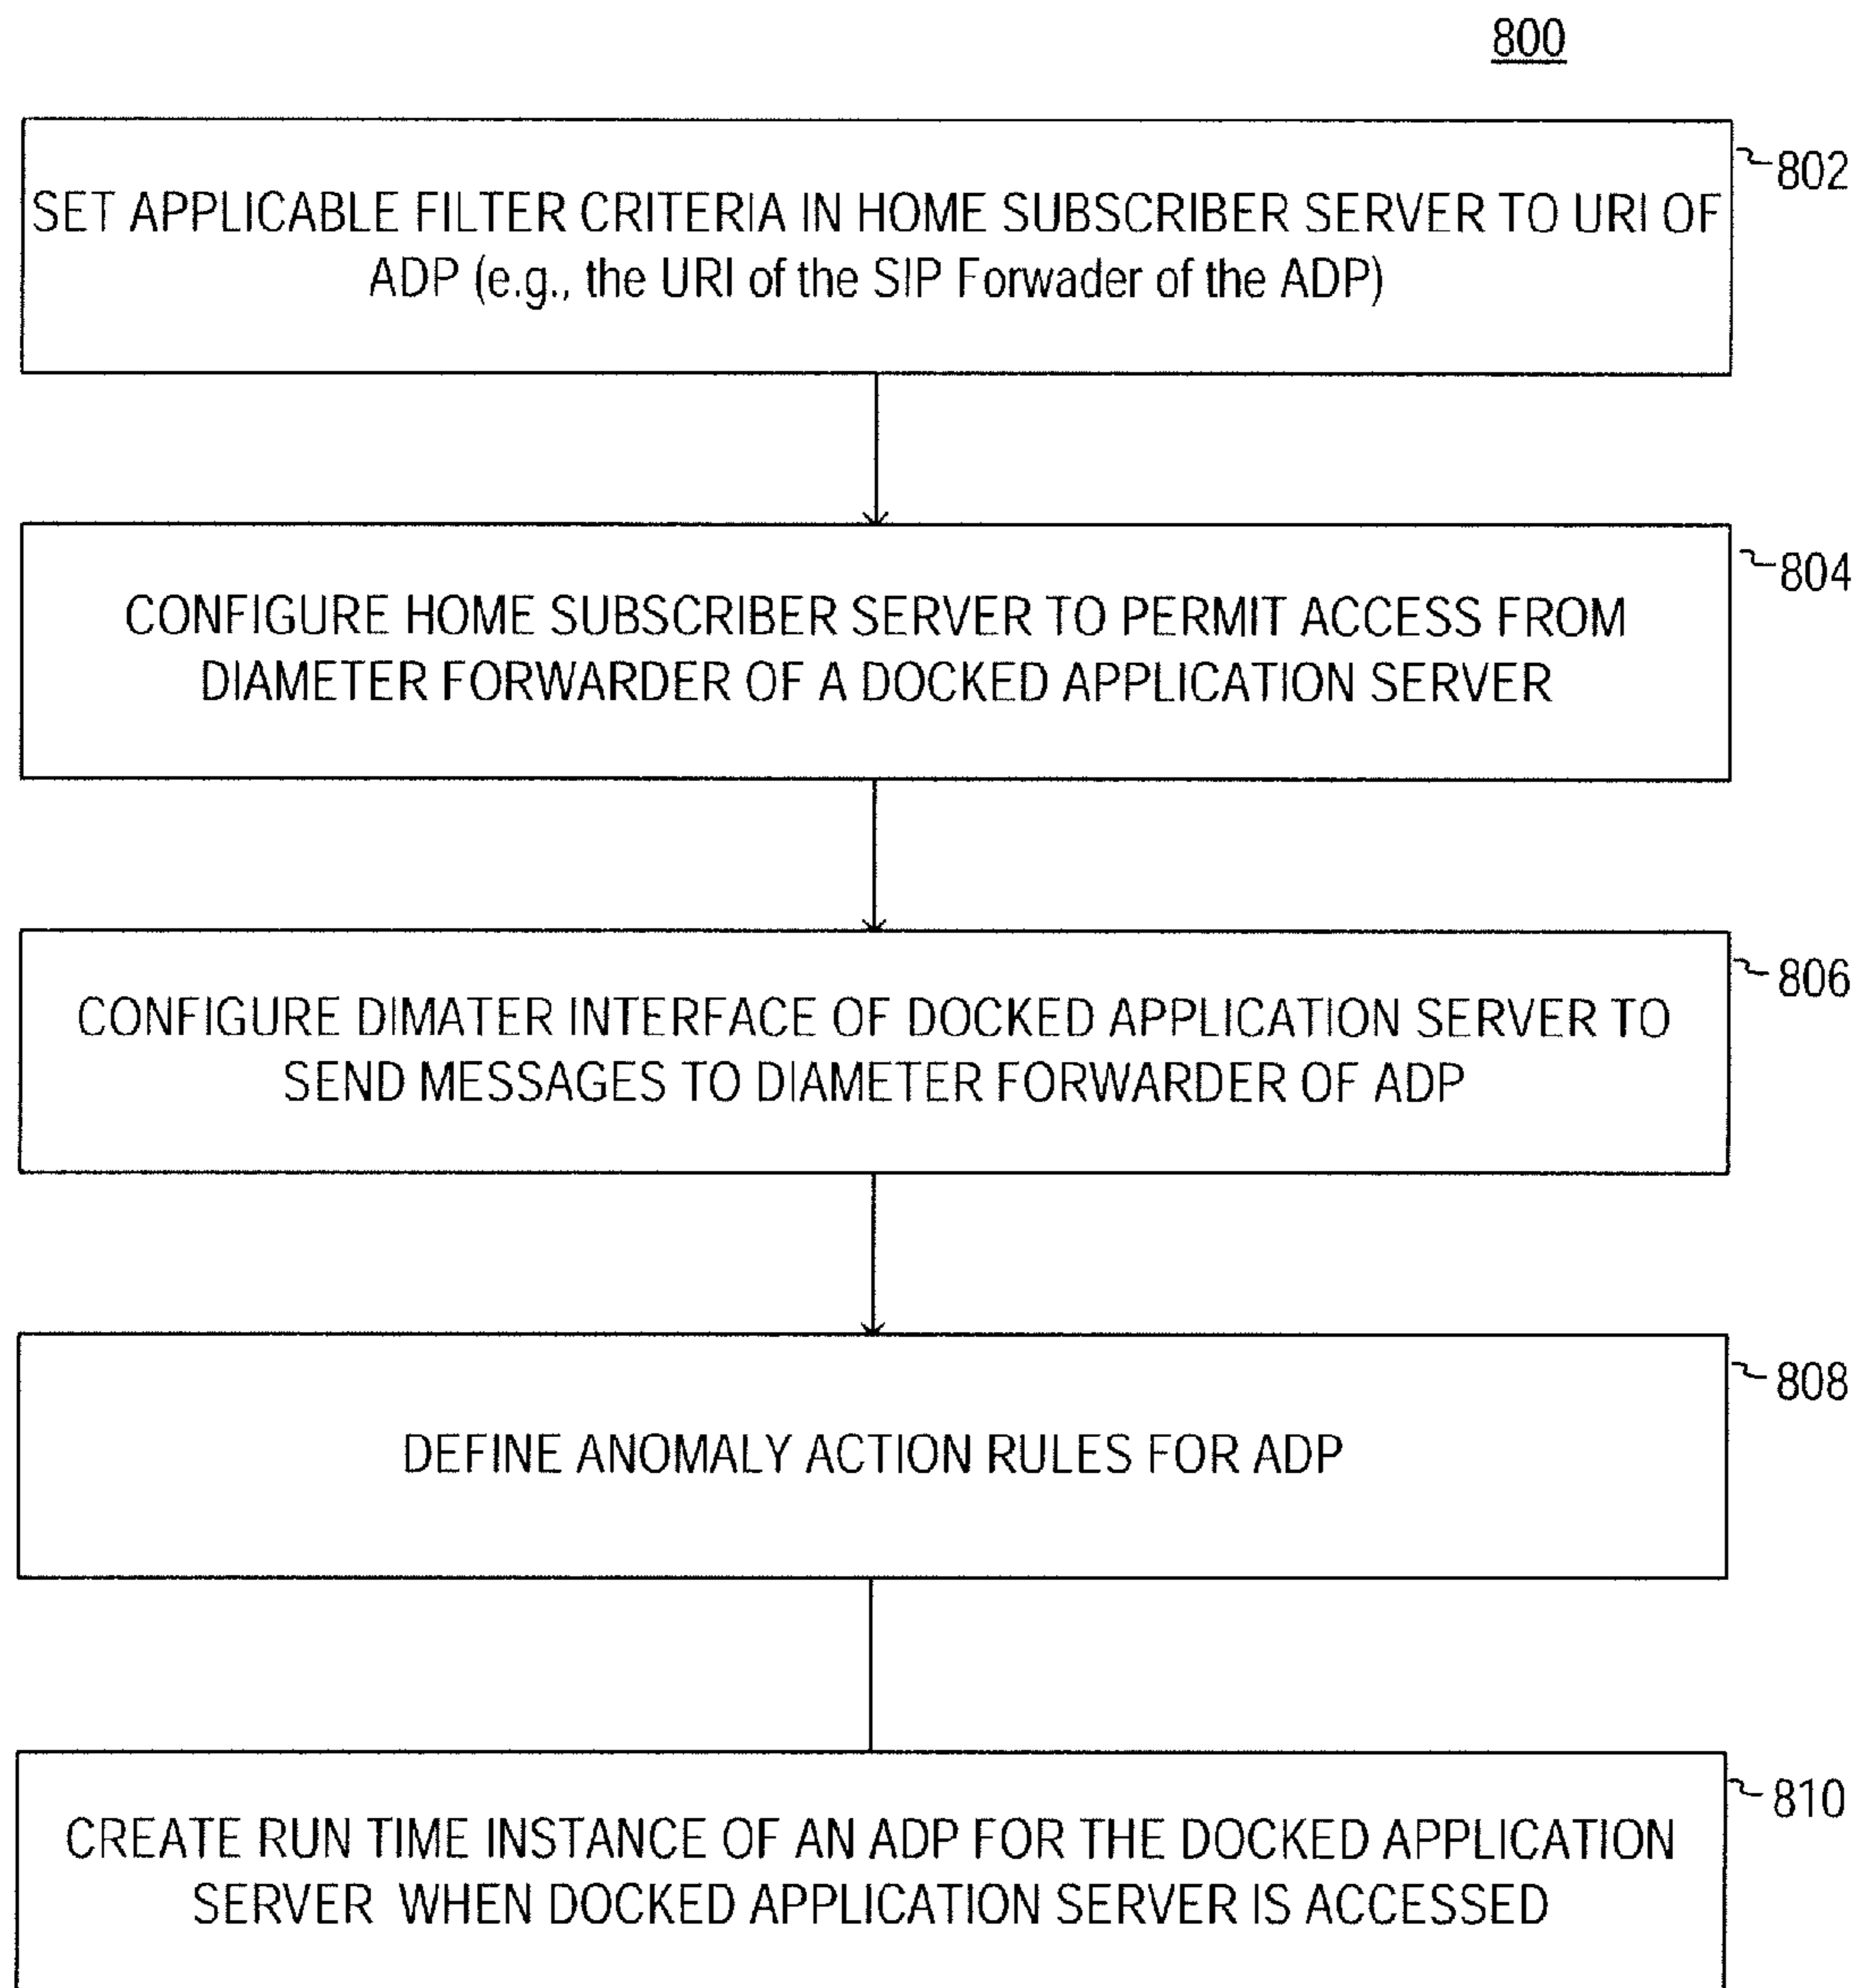 800
802
SET APPLICABLE FILTER CRITERIA IN HOME SUBSCRIBER SERVER TO URI OF
ADP (e.g., the URI of the SIP Forwader of the ADP)
804
CONFIGURE HOME SUBSCRIBER SERVER TO PERMIT ACCESS FROM
DIAMETER FORWARDER OF A DOCKED APPLICATION SERVER
806
CONFIGURE DIMATER INTERFACE OF DOCKED APPLICATION SERVER TO
SEND MESSAGES TO DIAMETER FORWARDER OF ADP
808
DEFINE ANOMALY ACTION RULES FOR ADP
810
CREATE RUN TIME INSTANCE OF AN ADP FOR THE DOCKED APPLICATION
SERVER WHEN DOCKED APPLICATION SERVER IS ACCESSED